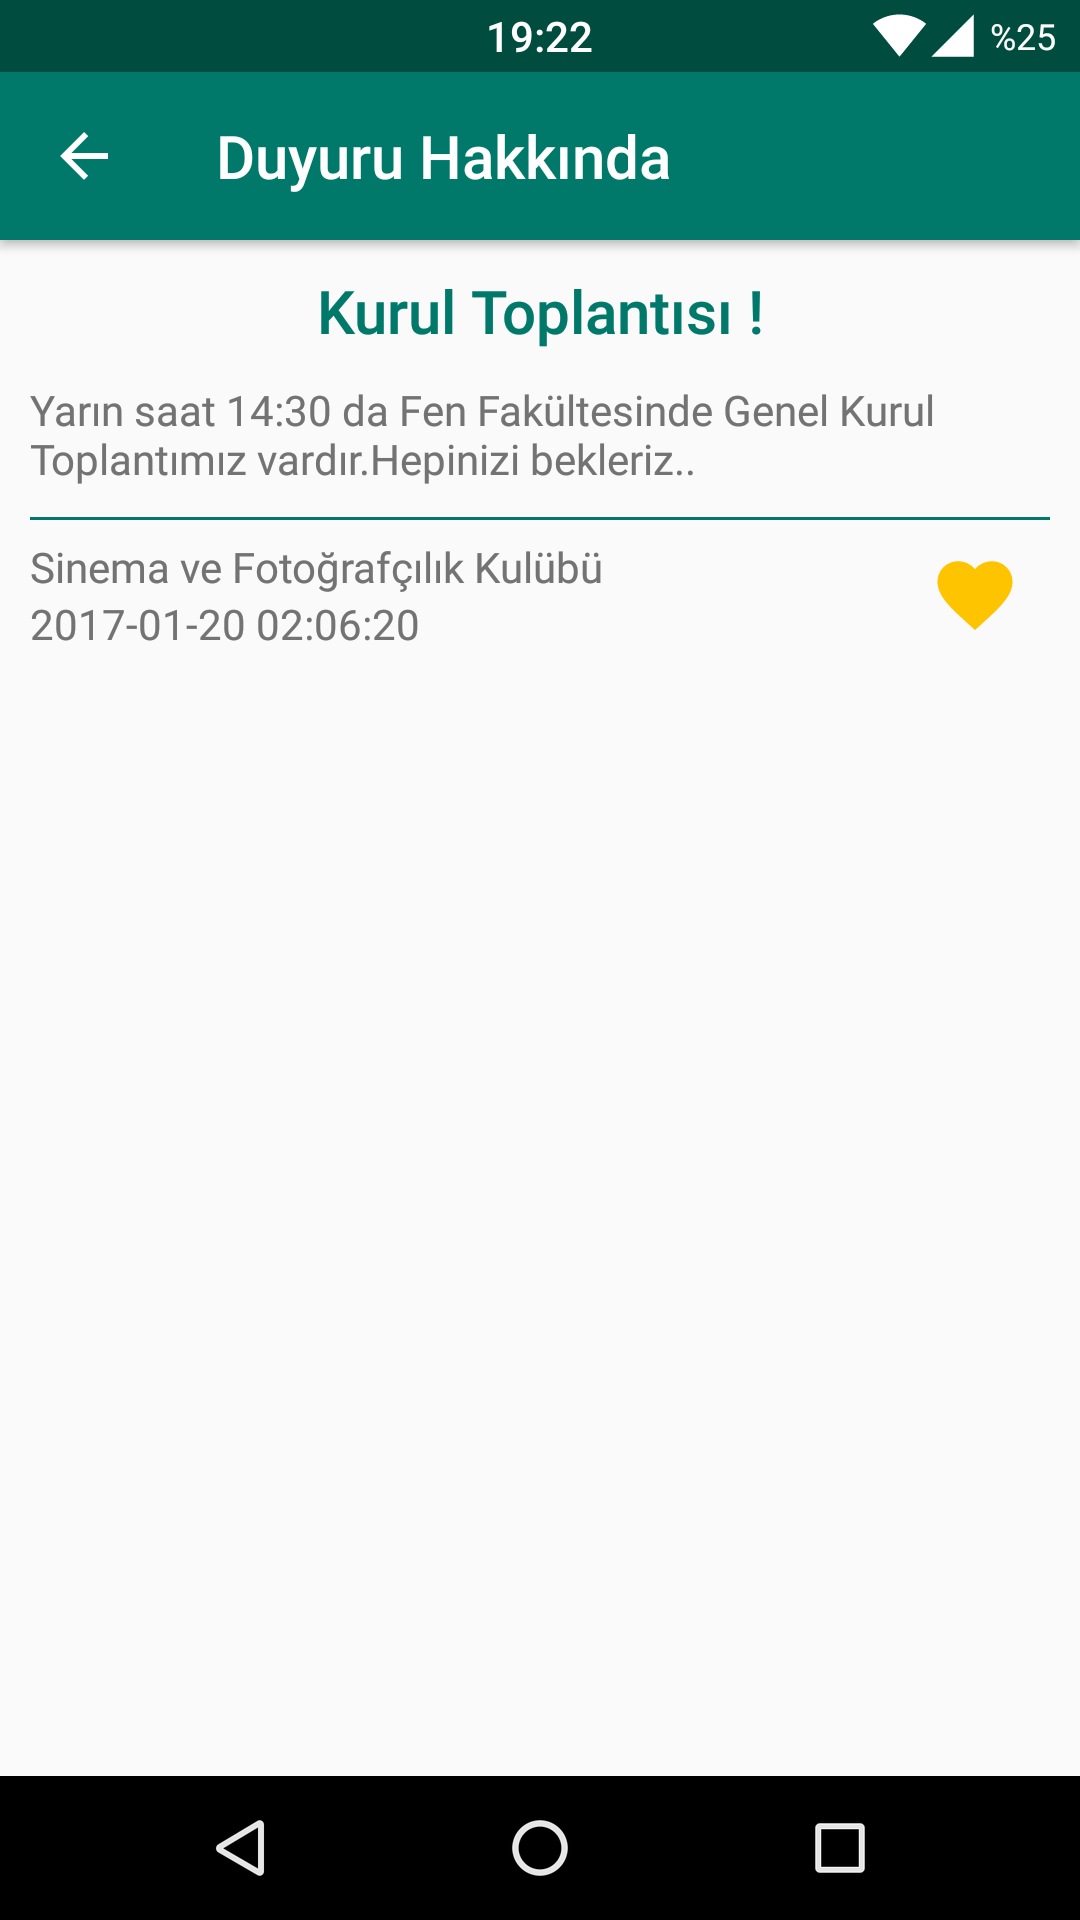 19:22
%25
Duyuru Hakkında
Kurul Toplantısı !
Yarın saat 14:30 da Fen Fakültesinde Genel Kurul
Toplantımız vardır.Hepinizi bekleriz..
Sinema ve Fotoğrafçılık Kulübü
2017-01-20 02:06:20